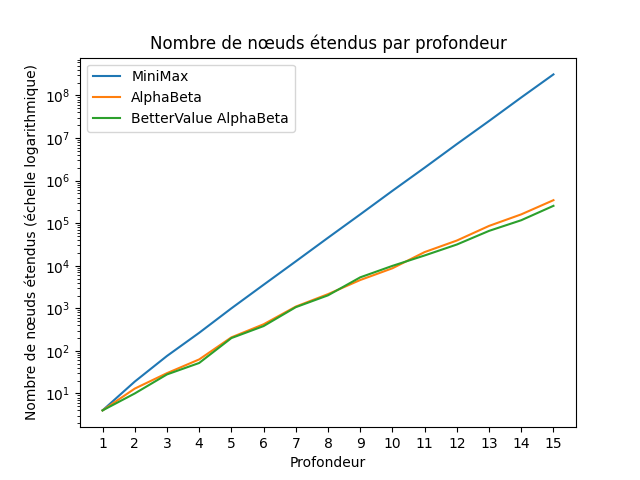 Nombre de nœuds étendus par profondeur
MiniMax
AlphaBeta
BetterValue AlphaBeta
Nombre de nœuds étendus (échelle logarithmique)
10⁸
10⁷
10⁶
10⁵
10⁴
10³
10²
10¹
1 2 3 4 5 6 7 8 9 10 11 12 13 14 15
Profondeur